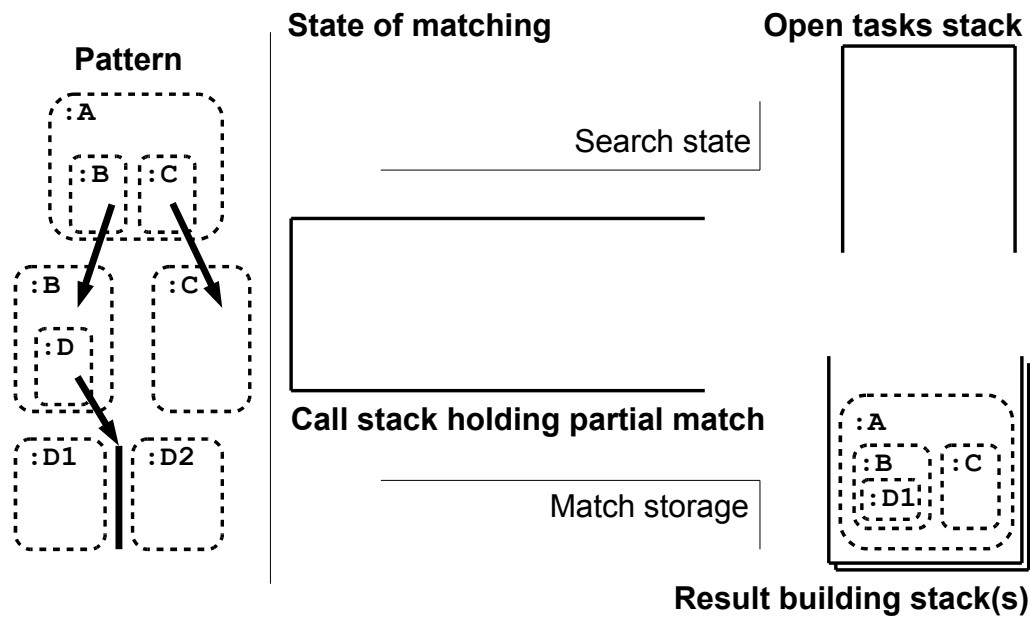 State of matching
Open tasks stack
Pattern
:A
:B :C
Search state
:B :C
:D
Call stack holding partial match
:D1 :D2
Match storage
:A
:B :C
:D1
Result building stack(s)